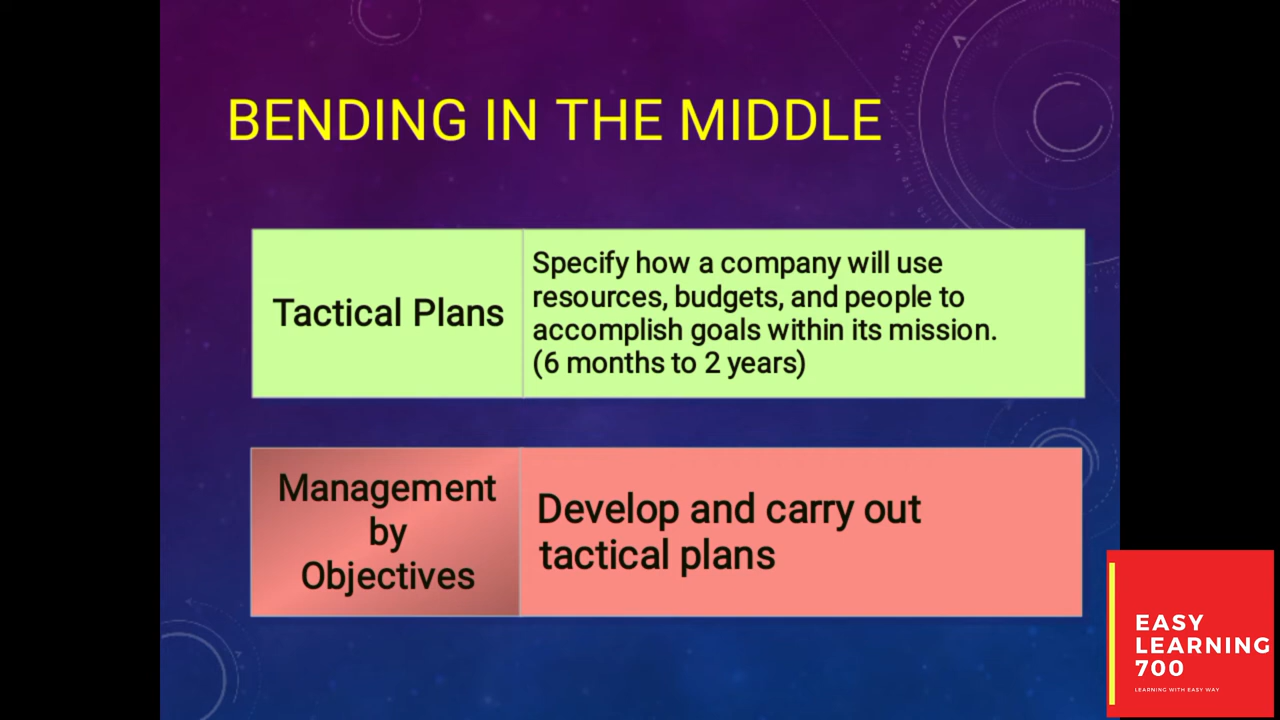 BENDING IN THE MIDDLE
Tactical Plans
Specify how a company will use
resources, budgets, and people to
accomplish goals within its mission.
(6 months to 2 years)
Management
by
Objectives
Develop and carry out
tactical plans
EASY
LEARNING
700
LEARNING WITH EASY WAY